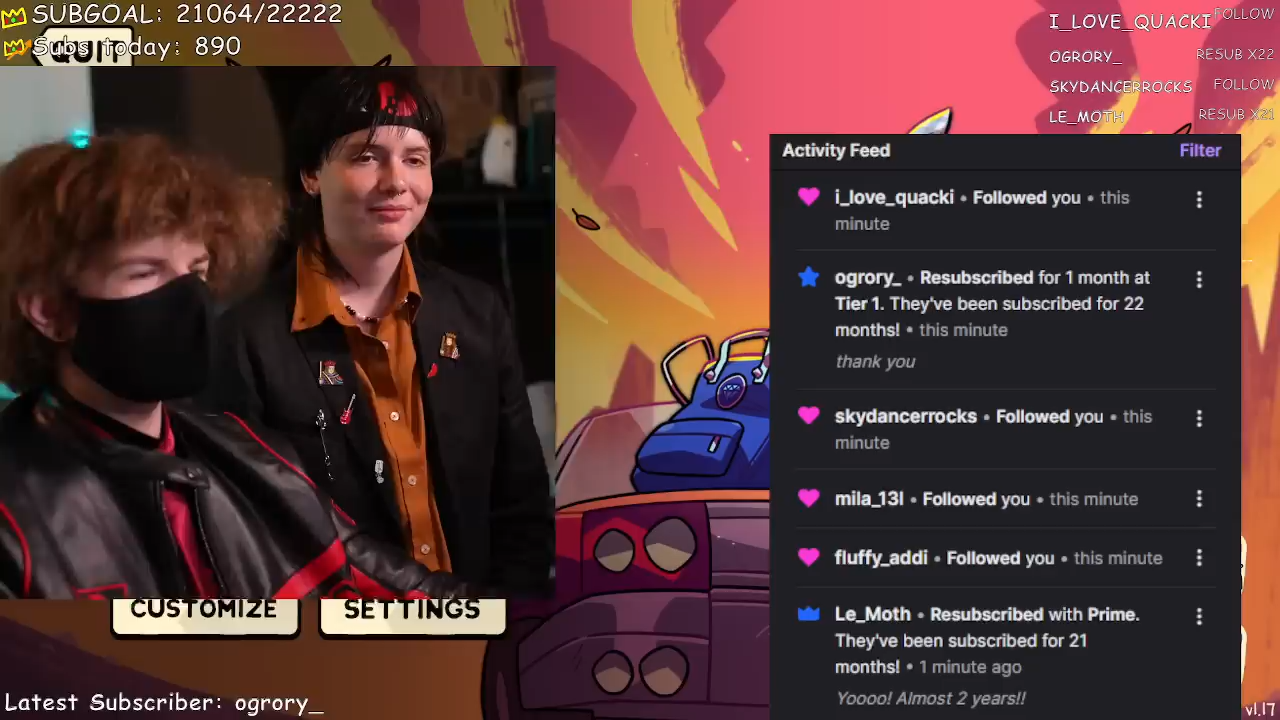 SUBGOAL: 21064/22222
Subs today: 890
QUIT
I_LOVE_QUACKI FOLLOW
OGRORY_ RESUB X22
SKYDANCERROCKS FOLLOW
LE_MOTH RESUB X21
Activity Feed Filter
i_love_quacki • Followed you • this
minute
ogrory_ • Resubscribed for 1 month at
Tier 1. They've been subscribed for 22
months! • this minute
thank you
skydancerrocks • Followed you • this
minute
mila_13l • Followed you • this minute
fluffy_addi • Followed you • this minute
Le_Moth • Resubscribed with Prime.
They've been subscribed for 21
months! • 1 minute ago
Yoooo! Almost 2 years!!
CUSTOMIZE SETTINGS
Latest Subscriber: ogrory_
v1.17